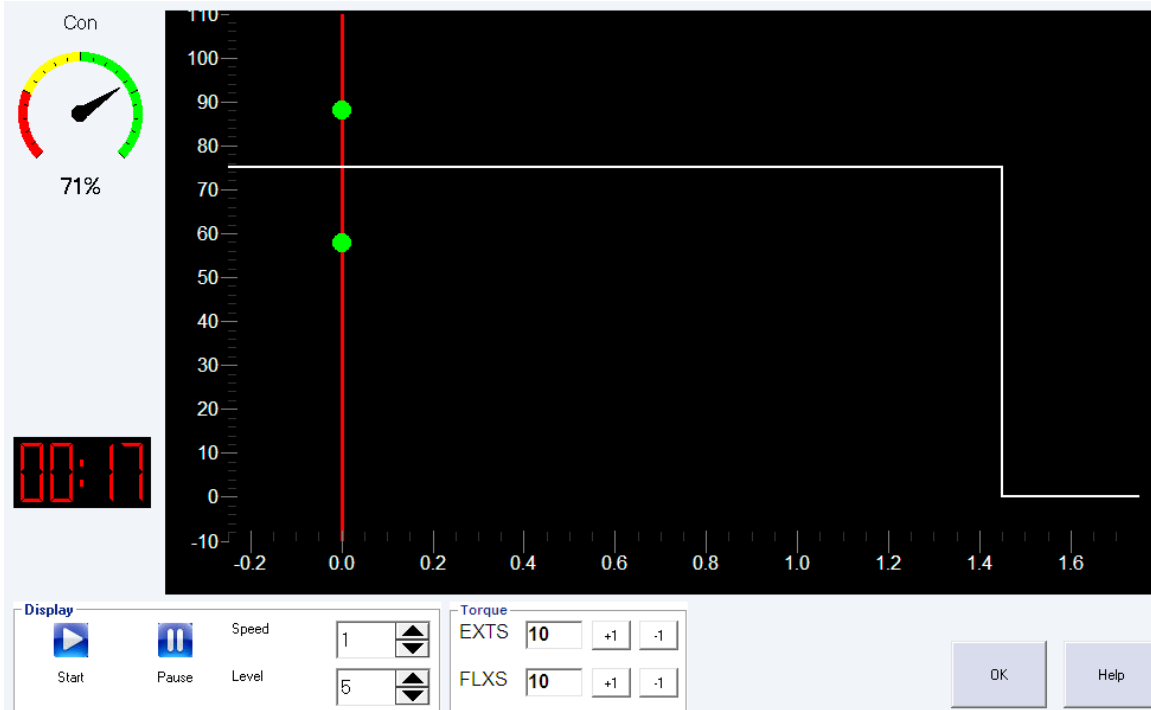 Con
71%
00:17
110
100
90
80
70
60
50
40
30
20
10
0
-10
-0.2 0.0 0.2 0.4 0.6 0.8 1.0 1.2 1.4 1.6
Display
Start
Pause
Speed 1
Level 5
Torque
EXTS 10 +1 -1
FLXS 10 +1 -1
OK
Help